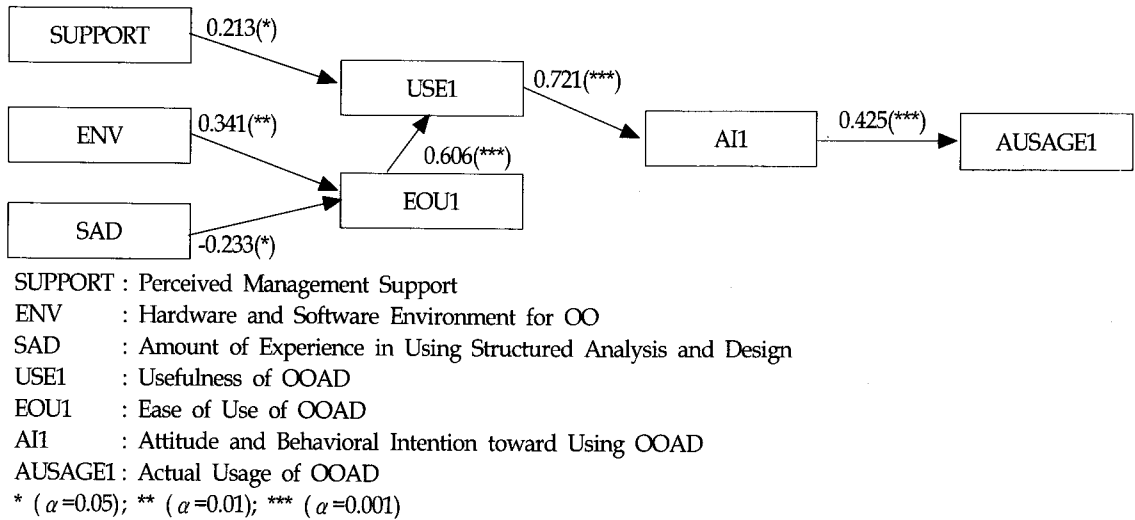 SUPPORT
0.213(*)
USE1
0.721(***)
ENV
0.341(**)
AI1
0.425(***)
AUSAGE1
0.606(***)
EOU1
SAD
-0.233(*)
SUPPORT : Perceived Management Support
ENV : Hardware and Software Environment for OO
SAD : Amount of Experience in Using Structured Analysis and Design
USE1 : Usefulness of OOAD
EOU1 : Ease of Use of OOAD
AI1 : Attitude and Behavioral Intention toward Using OOAD
AUSAGE1 : Actual Usage of OOAD
* (α=0.05); ** (α=0.01); *** (α=0.001)